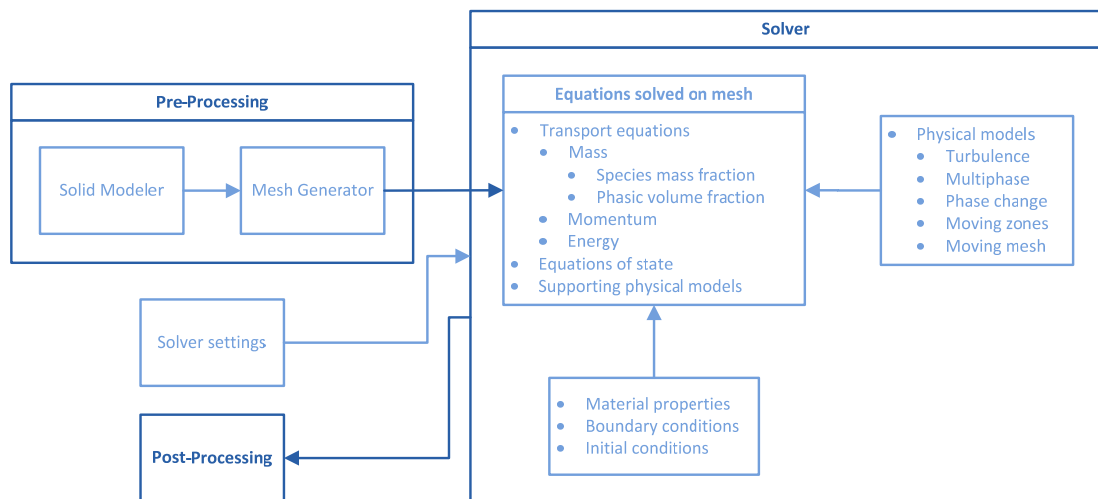 Solver
Pre-Processing
Solid Modeler
Mesh Generator
Equations solved on mesh
Transport equations
Mass
Species mass fraction
Phasic volume fraction
Momentum
Energy
Equations of state
Supporting physical models
Physical models
Turbulence
Multiphase
Phase change
Moving zones
Moving mesh
Solver settings
Material properties
Boundary conditions
Initial conditions
Post-Processing